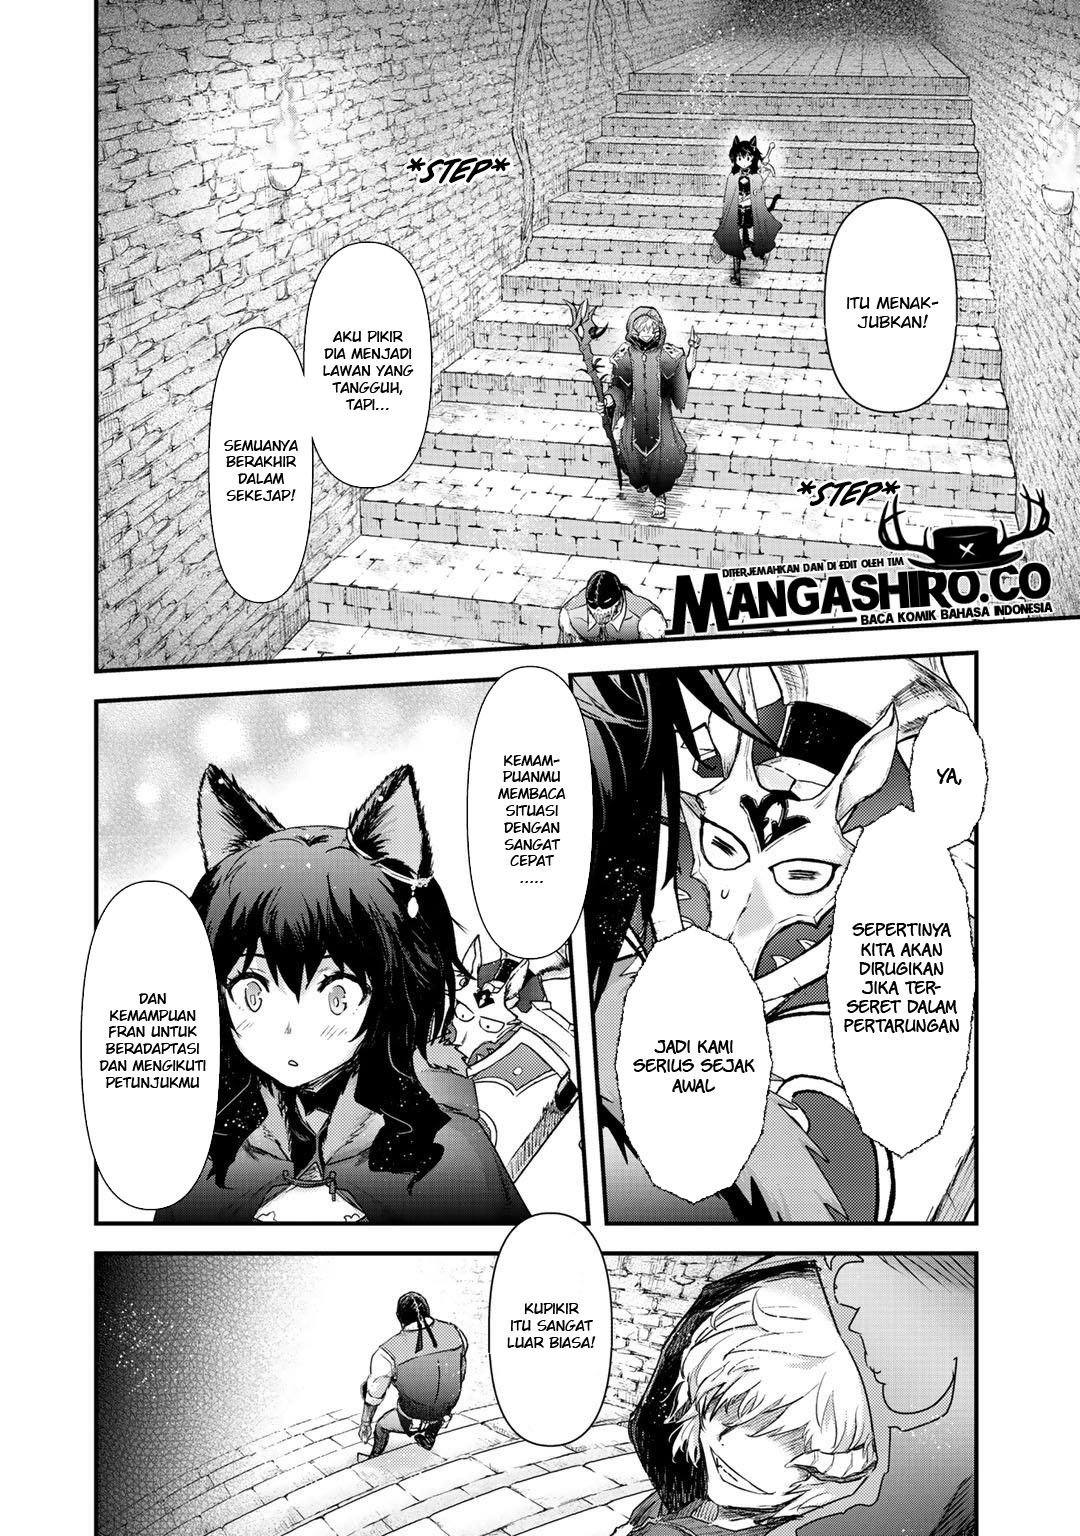 *STEP*
ITU MENAK-
JUBKAN!
AKU PIKIR
DIA MENJADI
LAWAN YANG
TANGGUH,
TAPI...
SEMUANYA
BERAKHIR
DALAM
SEKEJAP!
*STEP*
DITERJEMAHKAN DAN DI EDIT OLEH TIM
MANGASHIRO.CO
BACA KOMIK BAHASA INDONESIA
YA,
SEPERTINYA
KITA AKAN
DIRUGIKAN
JIKA TER-
SERET DALAM
PERTARUNGAN
JADI KAMI
SERIUS SEJAK
AWAL
KEMAM-
PUANMU
MEMBACA
SITUASI
DENGAN
SANGAT
CEPAT
.....
DAN
KEMAMPUAN
FRAN UNTUK
BERADAPTASI
DAN MENGIKUTI
PETUNJUKMU
KUPIKIR
ITU SANGAT
LUAR BIASA!